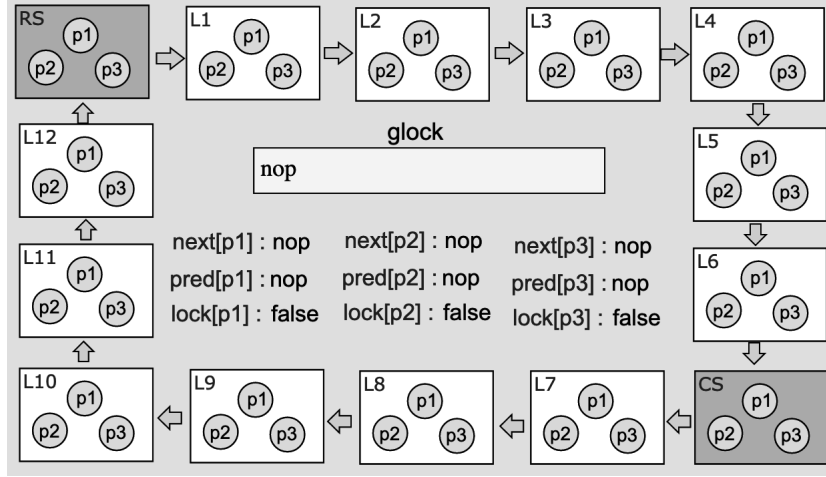 RS
p1
p2
p3
L1
p1
p2
p3
L2
p1
p2
p3
L3
p1
p2
p3
L4
p1
p2
p3
L12
p1
p2
p3
glock
nop
L5
p1
p2
p3
L11
p1
p2
p3
next[p1] : nop
pred[p1] : nop
lock[p1] : false
next[p2] : nop
pred[p2] : nop
lock[p2] : false
next[p3] : nop
pred[p3] : nop
lock[p3] : false
L6
p1
p2
p3
L10
p1
p2
p3
L9
p1
p2
p3
L8
p1
p2
p3
L7
p1
p2
p3
CS
p1
p2
p3